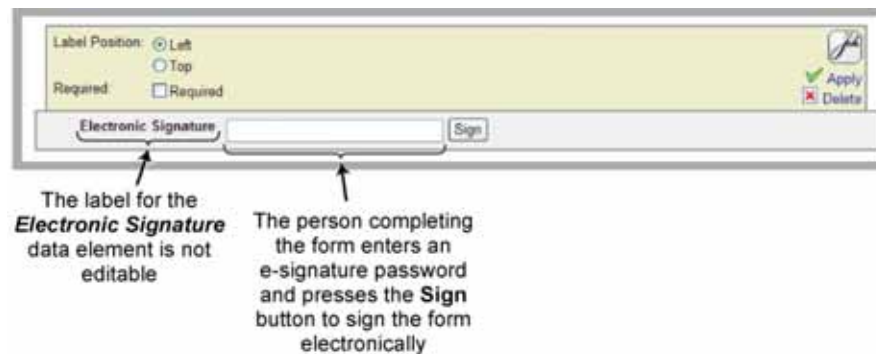 Label Position: Left
Top
Required: Required
Apply
Delete
Electronic Signature Sign
The label for the
Electronic Signature
data element is not
editable
The person completing
the form enters an
e-signature password
and presses the Sign
button to sign the form
electronically